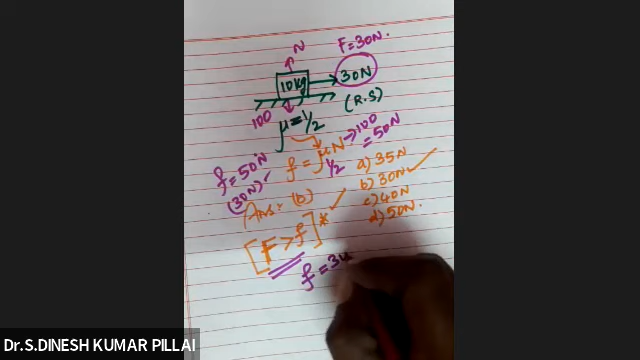 N
F=30N.
10kg
30N
100
(R.S)
μ=1/2
f=50N
(30N)
f=μN → 100
1/2 = 50N
a) 35N
b) 30N
c) 40N
d) 50N.
Ans: (b)
[F>f]*
f=3
Dr.S.DINESH KUMAR PILLAI